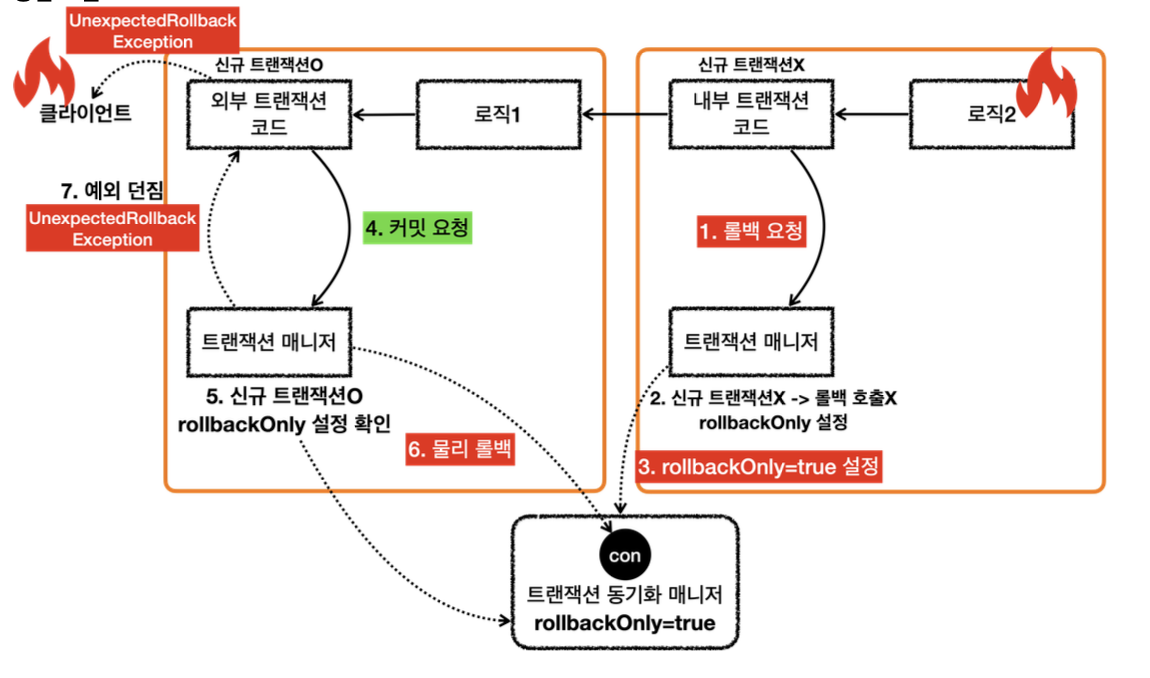 UnexpectedRollback
Exception
신규 트랜잭션O
신규 트랜잭션X
클라이언트
외부 트랜잭션
코드
로직1
내부 트랜잭션
코드
로직2
7. 예외 던짐
UnexpectedRollback
Exception
4. 커밋 요청
1. 롤백 요청
트랜잭션 매니저
트랜잭션 매니저
5. 신규 트랜잭션O
rollbackOnly 설정 확인
2. 신규 트랜잭션X -> 롤백 호출X
rollbackOnly 설정
6. 물리 롤백
3. rollbackOnly=true 설정
con
트랜잭션 동기화 매니저
rollbackOnly=true